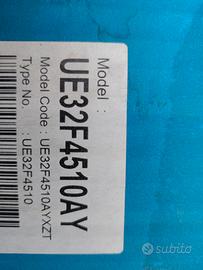 Model :
UE32F4510AY
Model Code : UE32F4510AYXZT
Type No. : UE32F4510
subito